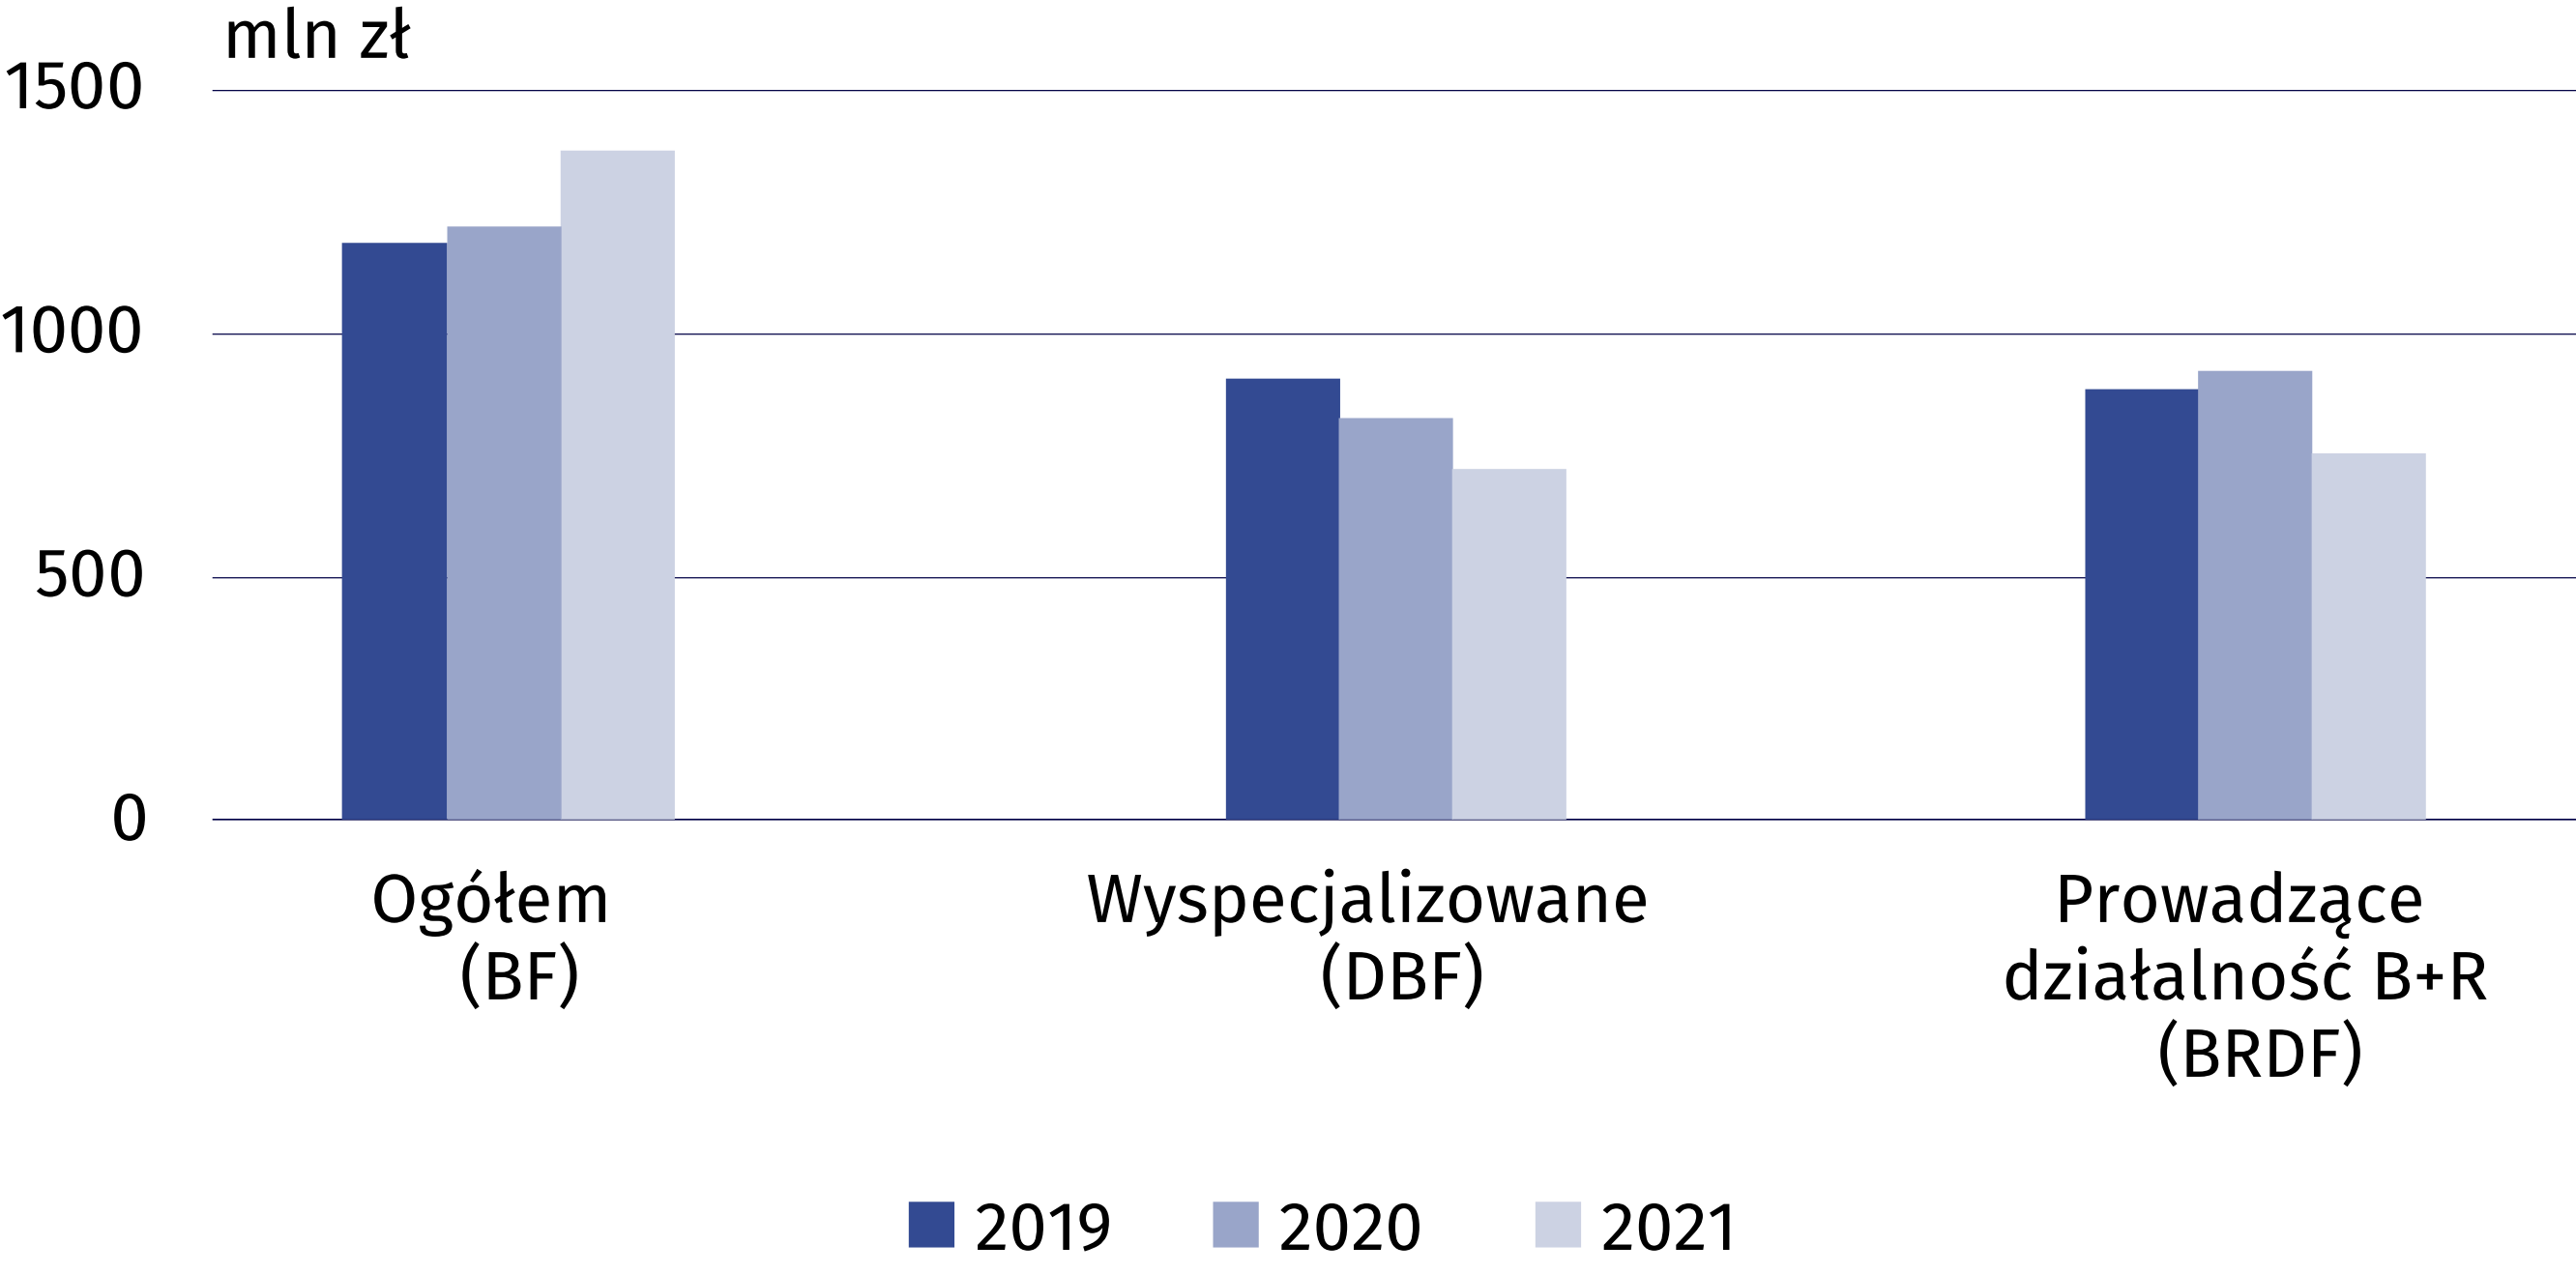 mln zł
1500
1000
500
0
Ogółem
(BF)
Wyspecjalizowane
(DBF)
Prowadzące
działalność B+R
(BRDF)
2019 2020 2021